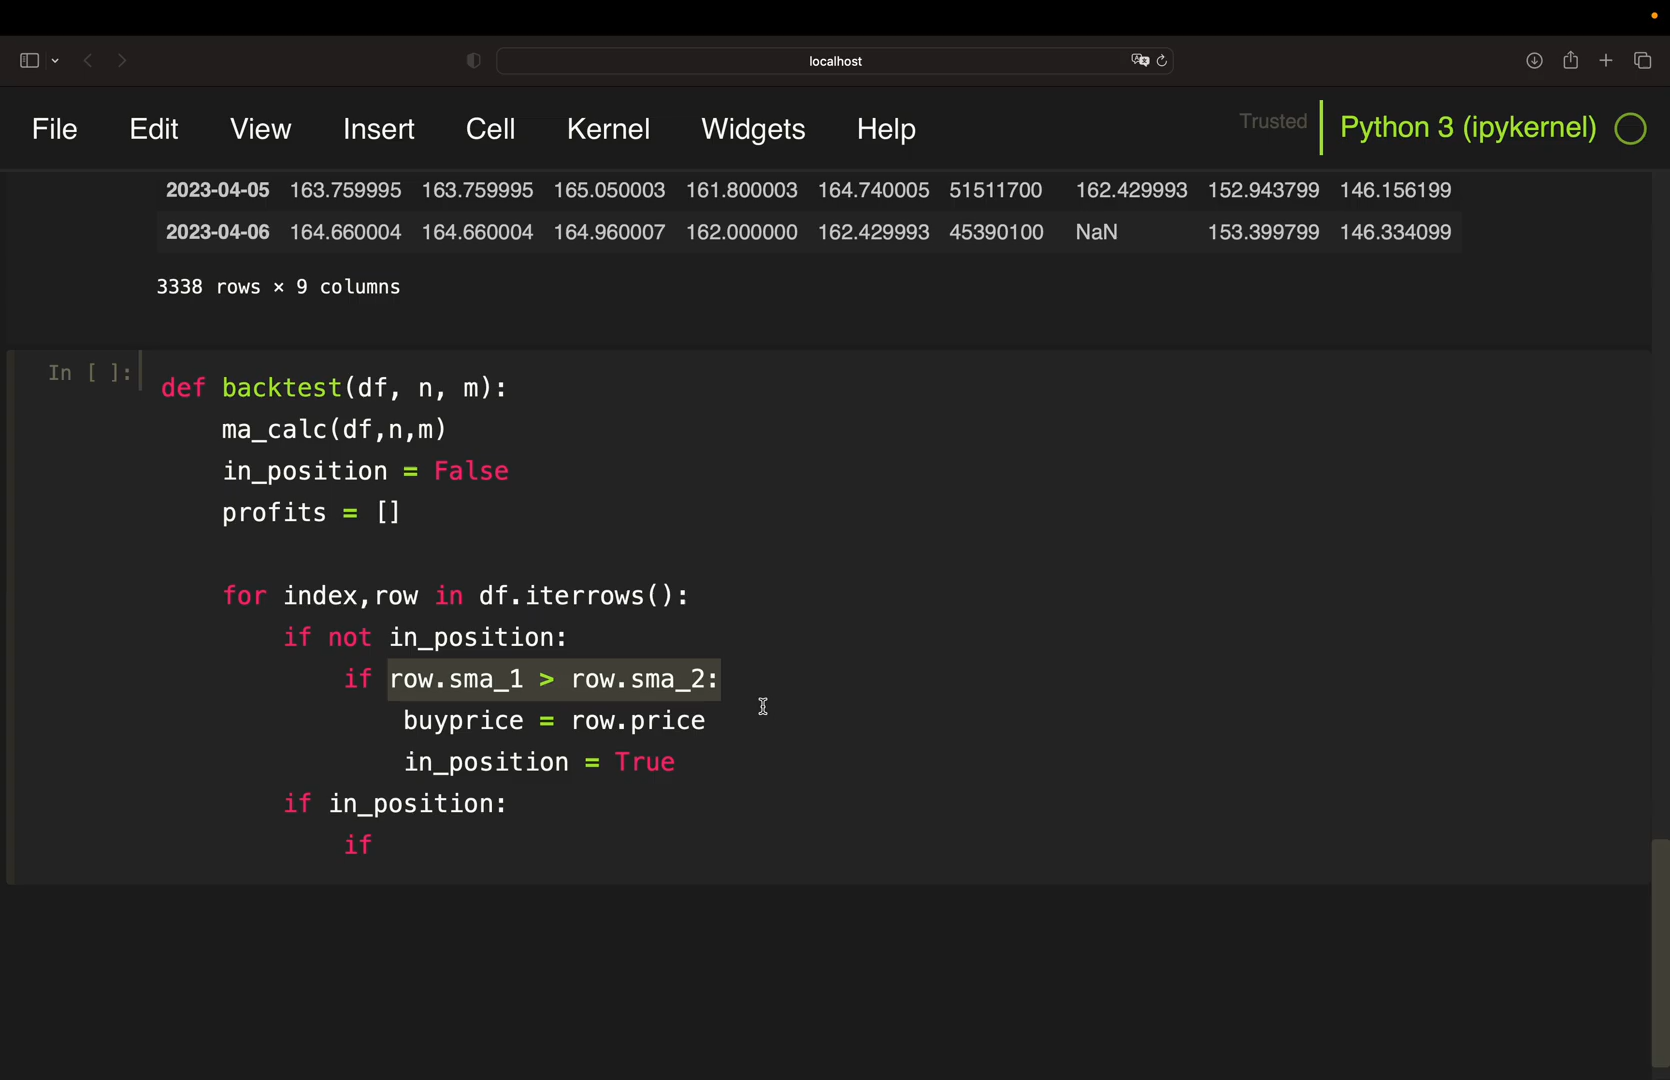 localhost
File Edit View Insert Cell Kernel Widgets Help Trusted Python 3 (ipykernel)
2023-04-05 163.759995 163.759995 165.050003 161.800003 164.740005 51511700 162.429993 152.943799 146.156199
2023-04-06 164.660004 164.660004 164.960007 162.000000 162.429993 45390100 NaN 153.399799 146.334099
3338 rows × 9 columns
In [ ]:
def backtest(df, n, m):
    ma_calc(df,n,m)
    in_position = False
    profits = []
    for index,row in df.iterrows():
        if not in_position:
            if row.sma_1 > row.sma_2:
                buyprice = row.price
                in_position = True
        if in_position:
            if